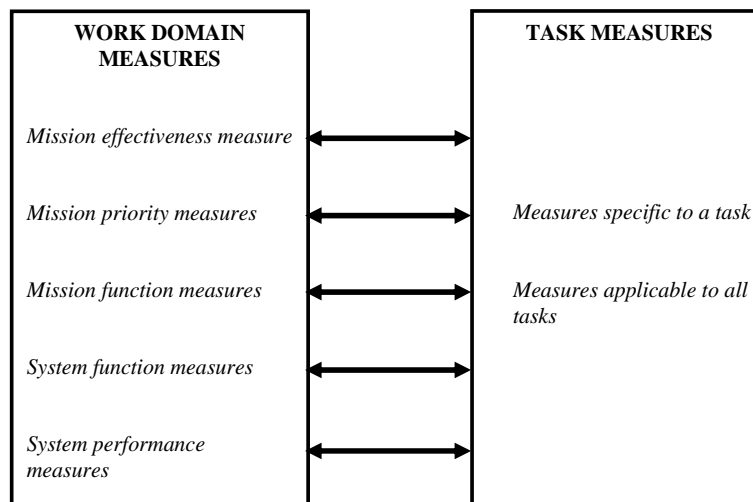 WORK DOMAIN
MEASURES
Mission effectiveness measure
Mission priority measures
Mission function measures
System function measures
System performance
measures
TASK MEASURES
Measures specific to a task
Measures applicable to all
tasks